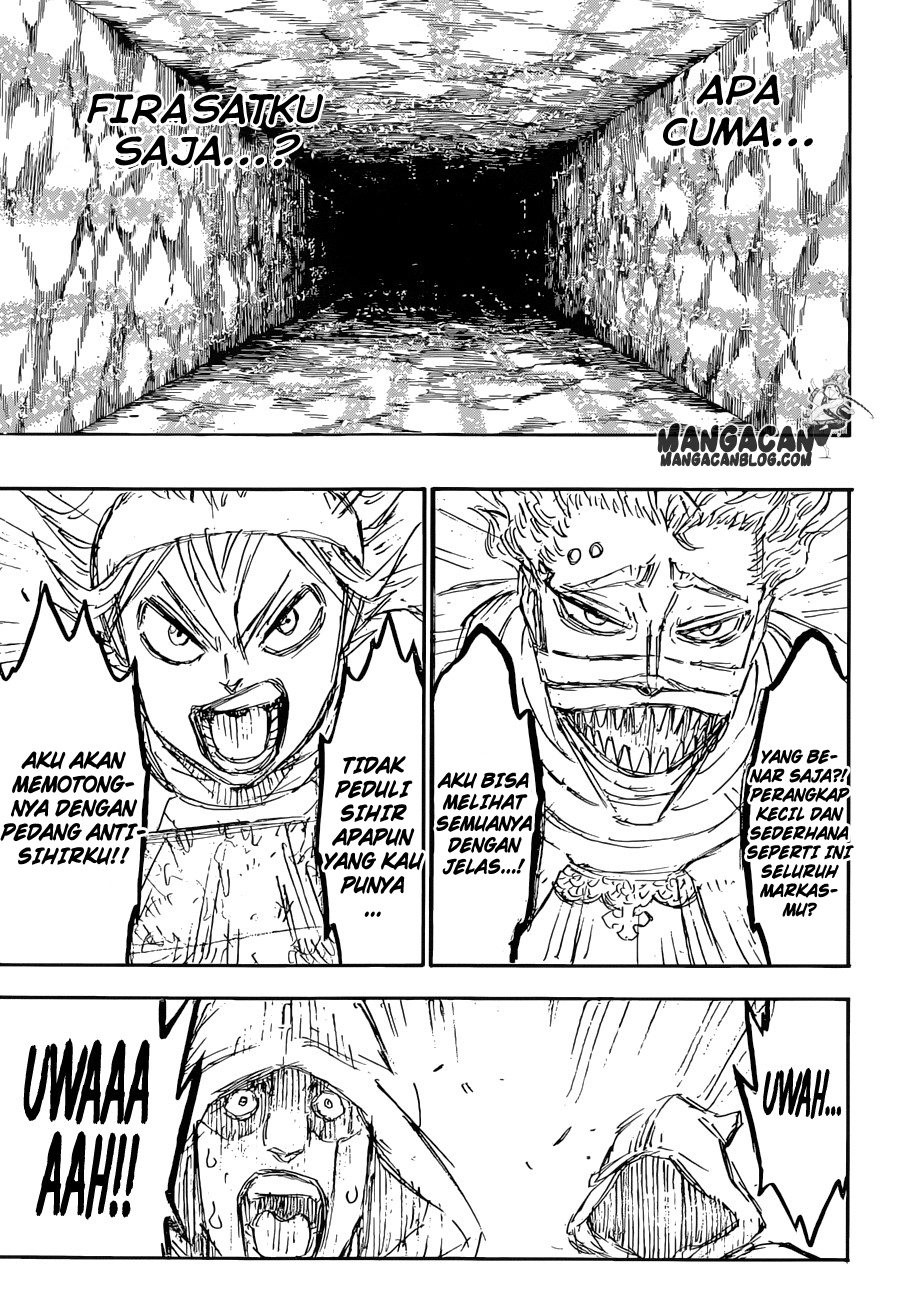 APA
CUMA...
FIRASATKU
SAJA...?
MANGACAN
MANGACANBLOG.COM
YANG BE-
NAR SAJA?!
PERANGKAP
KECIL DAN
SEDERHANA
SEPERTI INI
SELURUH
MARKAS-
MU?
AKU BISA
MELIHAT
SEMUANYA
DENGAN
JELAS...!
TIDAK
PEDULI
SIHIR
APAPUN
YANG KAU
PUNYA
...
AKU AKAN
MEMOTONG-
NYA DENGAN
PEDANG ANTI-
SIHIRKU!!
UWAH...
UWAAA
AAH!!